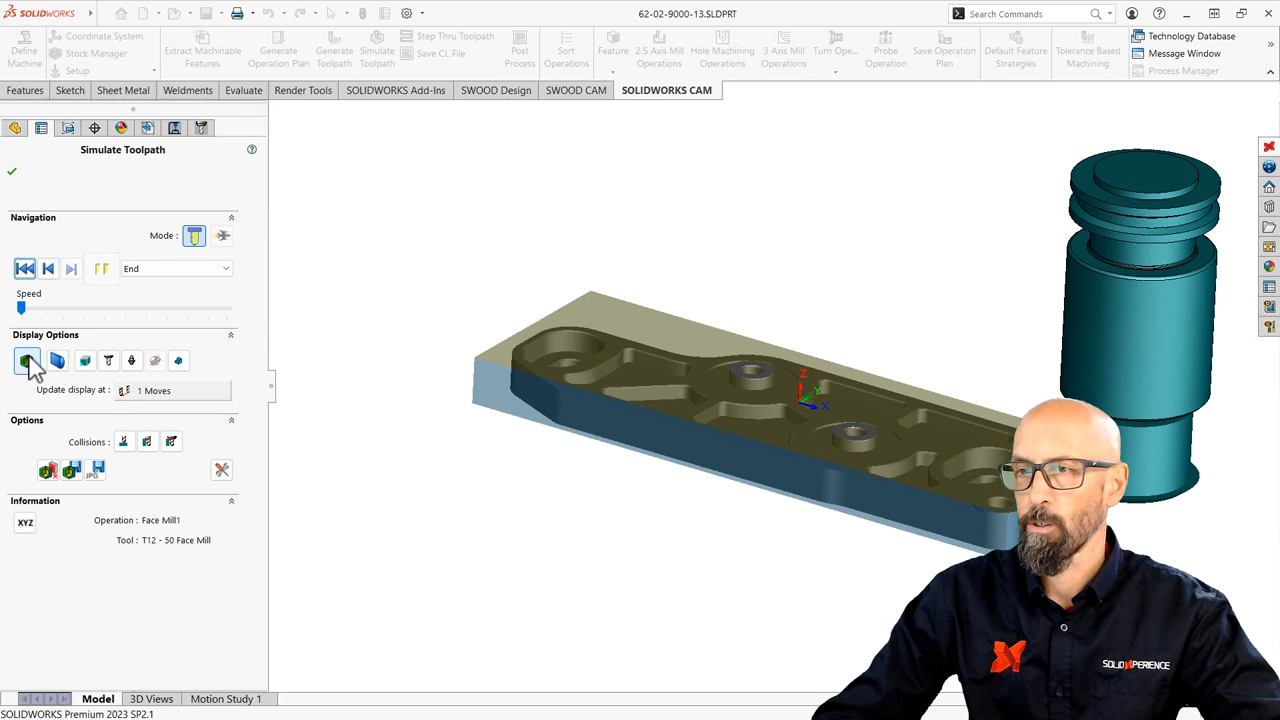 SOLIDWORKS
62-02-9000-13.SLDPRT
Search Commands
Define Machine
Coordinate System
Stock Manager
Setup
Extract Machinable Features
Generate Operation Plan
Generate Toolpath
Simulate Toolpath
Step Thru Toolpath
Save CL File
Post Process
Sort Operations
Feature
2.5 Axis Mill Operations
Hole Machining Operations
3 Axis Mill Operations
Turn Ope...
Probe Operation
Save Operation Plan
Default Feature Strategies
Tolerance Based Machining
Technology Database
Message Window
Process Manager
Features
Sketch
Sheet Metal
Weldments
Evaluate
Render Tools
SOLIDWORKS Add-Ins
SWOOD Design
SWOOD CAM
SOLIDWORKS CAM
Simulate Toolpath
Navigation
Mode :
End
Speed
Display Options
Update display at :
1 Moves
Options
Collisions :
JPG
Information
XYZ
Operation : Face Mill1
Tool : T12 - 50 Face Mill
Z
Y
X
SOLIDXPERIENCE
Model
3D Views
Motion Study 1
SOLIDWORKS Premium 2023 SP2.1